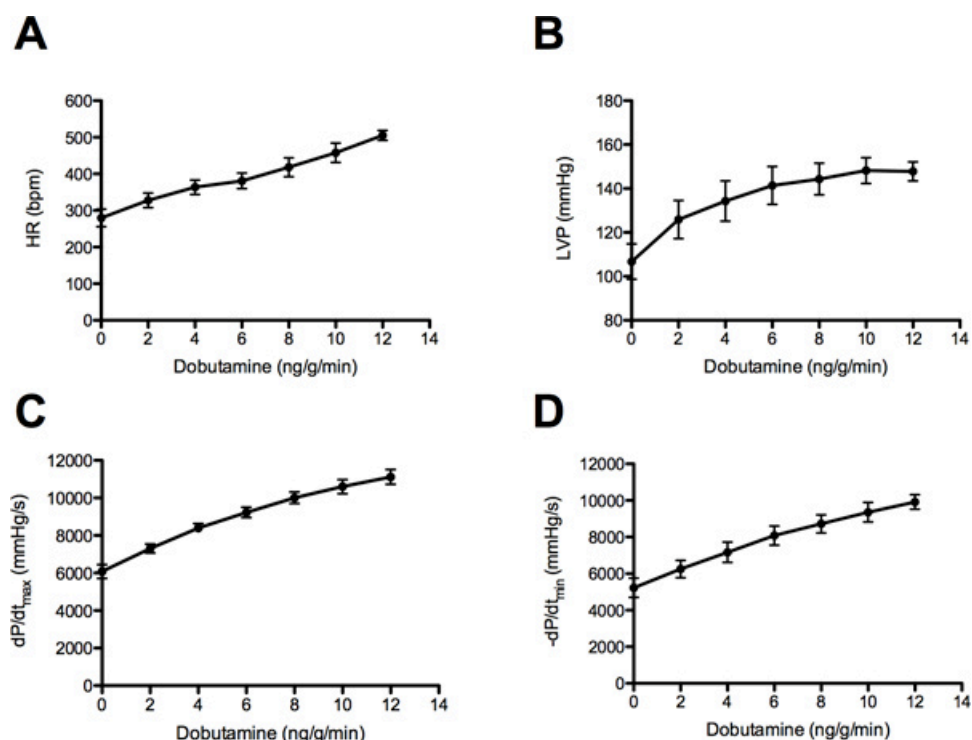 A
HR (bpm)
600
500
400
300
200
100
0
0 2 4 6 8 10 12 14
Dobutamine (ng/g/min)
B
LVP (mmHg)
180
160
140
120
100
80
0 2 4 6 8 10 12 14
Dobutamine (ng/g/min)
C
dP/dtmax (mmHg/s)
12000
10000
8000
6000
4000
2000
0
0 2 4 6 8 10 12 14
Dobutamine (ng/g/min)
D
-dP/dtmin (mmHg/s)
12000
10000
8000
6000
4000
2000
0
0 2 4 6 8 10 12 14
Dobutamine (ng/g/min)